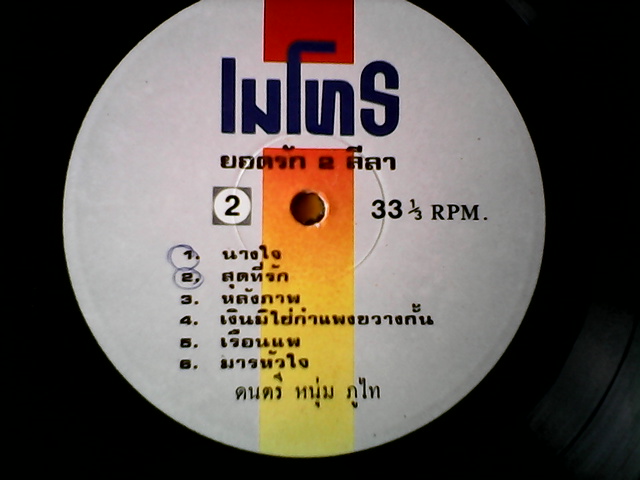 เมโทร
ยอดรัก 2 ลีลา
2
33 ⅓ RPM.
1. นางใจ
2. สุดที่รัก
3. หลังภาพ
4. เงินมิใช่กำแพงขวางกั้น
5. เรือนแพ
6. มารหัวใจ
ดนตรี หนุ่ม ภูไท